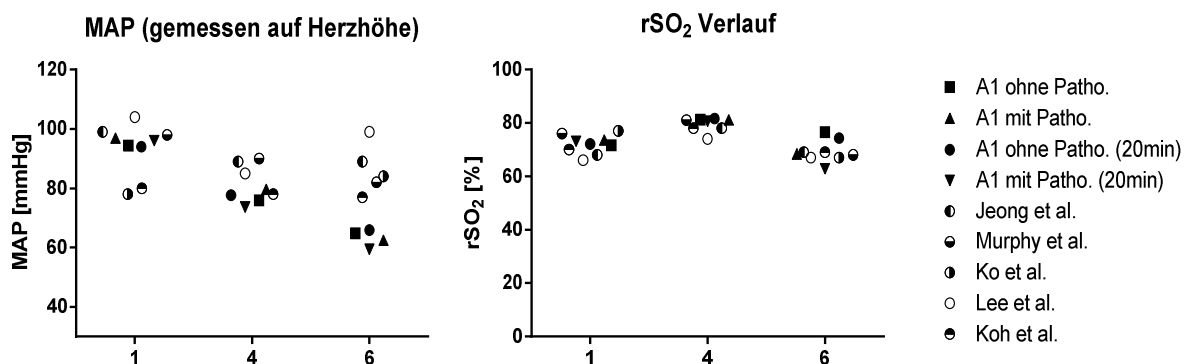 MAP (gemessen auf Herzhöhe)
MAP [mmHg]
120
100
80
60
40
1 4 6
rSO₂ Verlauf
rSO₂ [%]
100
80
60
40
20
0
1 4 6
A1 ohne Patho.
A1 mit Patho.
A1 ohne Patho. (20min)
A1 mit Patho. (20min)
Jeong et al.
Murphy et al.
Ko et al.
Lee et al.
Koh et al.